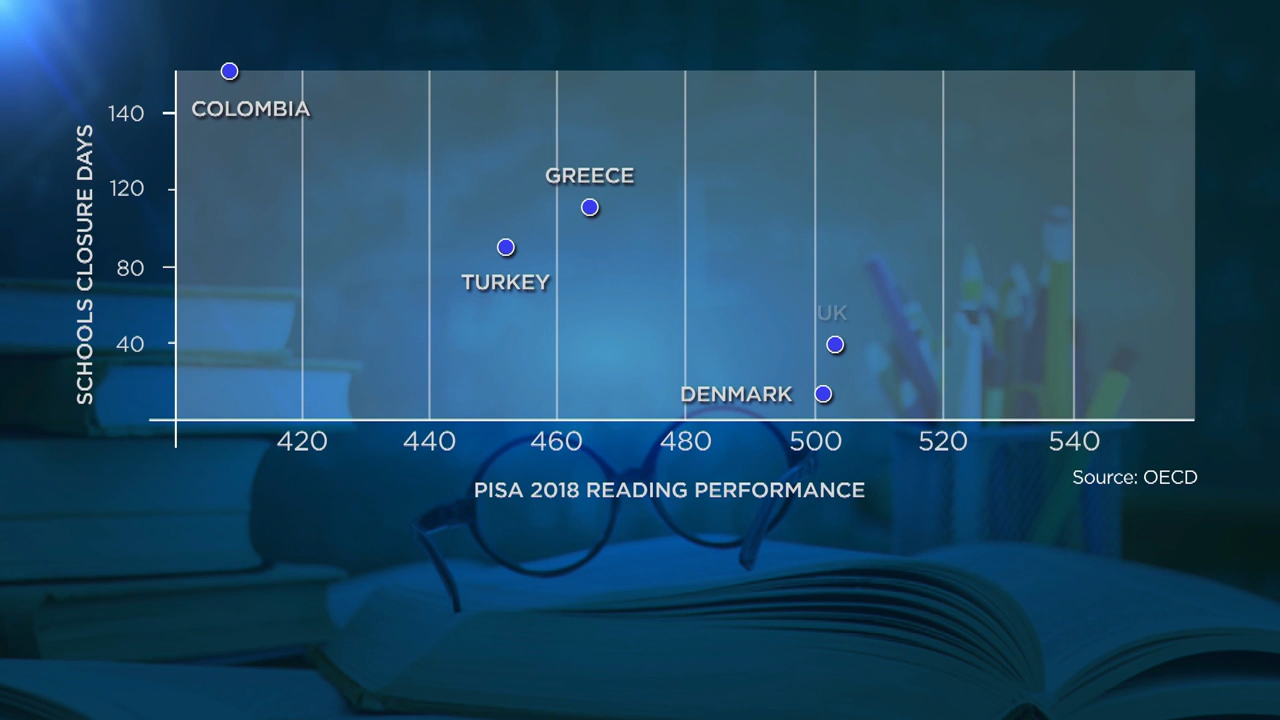 COLOMBIA
140
GREECE
120
SCHOOLS CLOSURE DAYS
80
TURKEY
UK
40
DENMARK
420 440 460 480 500 520 540
Source: OECD
PISA 2018 READING PERFORMANCE